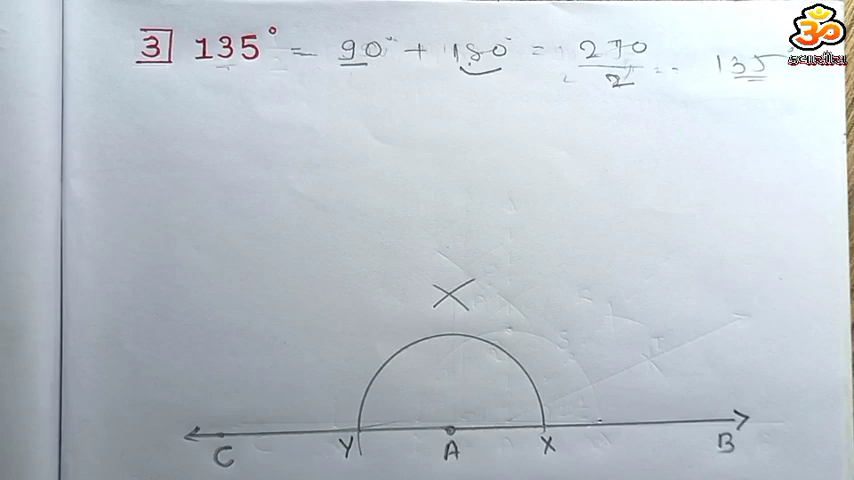 3 135° = 90° + 180° = 270/2 = 135°
ૐ
C Y A X B